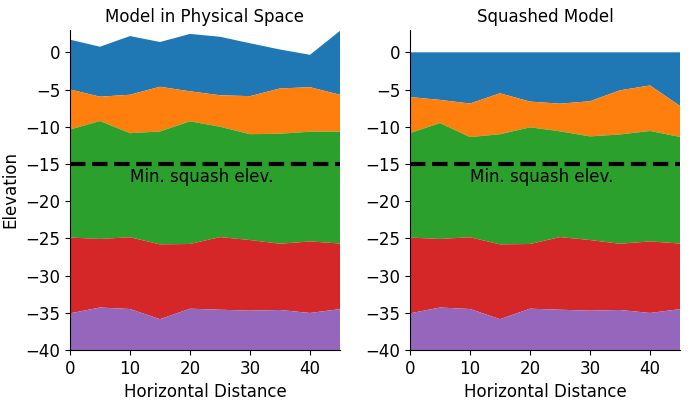 Model in Physical Space
Squashed Model
Elevation
0
−5
−10
−15
−20
−25
−30
−35
−40
Min. squash elev.
0 10 20 30 40
Horizontal Distance
0
−5
−10
−15
−20
−25
−30
−35
−40
Min. squash elev.
0 10 20 30 40
Horizontal Distance